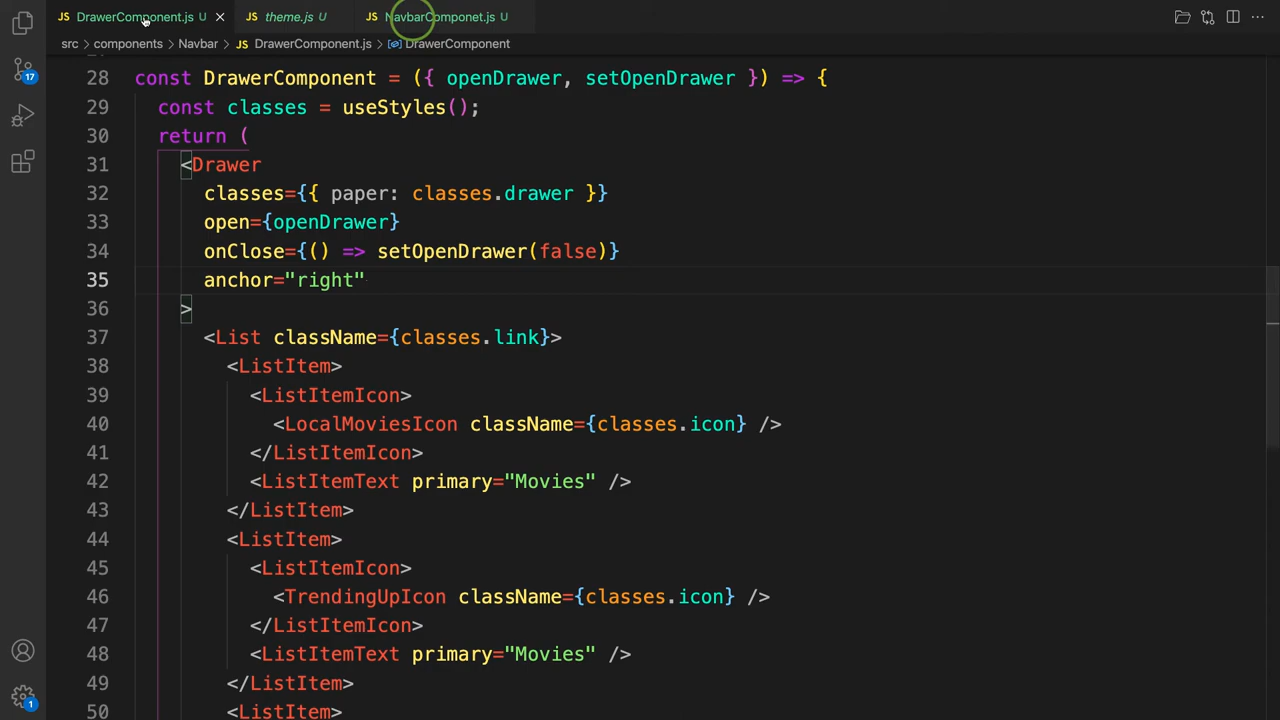 JS DrawerComponent.js U × JS theme.js U JS NavbarComponet.js U
src > components > Navbar > JS DrawerComponent.js > DrawerComponent
28 const DrawerComponent = ({ openDrawer, setOpenDrawer }) => {
29 const classes = useStyles();
30 return (
31 <Drawer
32 classes={{ paper: classes.drawer }}
33 open={openDrawer}
34 onClose={() => setOpenDrawer(false)}
35 anchor="right"
36 >
37 <List className={classes.link}>
38 <ListItem>
39 <ListItemIcon>
40 <LocalMoviesIcon className={classes.icon} />
41 </ListItemIcon>
42 <ListItemText primary="Movies" />
43 </ListItem>
44 <ListItem>
45 <ListItemIcon>
46 <TrendingUpIcon className={classes.icon} />
47 </ListItemIcon>
48 <ListItemText primary="Movies" />
49 </ListItem>
50 <ListItem>
17
1